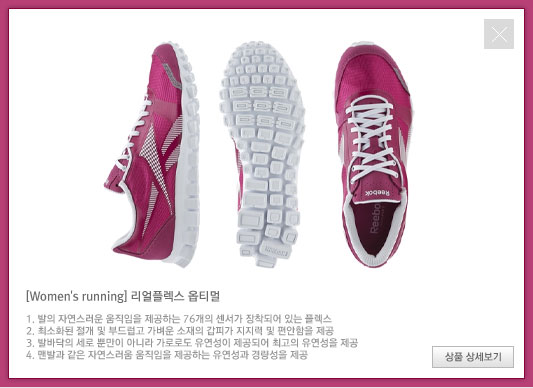 Reebok
Reebok
[Women's running] 리얼플렉스 옵티멀
1. 발의 자연스러운 움직임을 제공하는 76개의 센서가 장착되어 있는 플렉스
2. 최소화된 절개 및 부드럽고 가벼운 소재의 갑피가 지지력 및 편안함을 제공
3. 발바닥의 세로 뿐만이 아니라 가로로도 유연성이 제공되어 최고의 유연성을 제공
4. 맨발과 같은 자연스러움 움직임을 제공하는 유연성과 경량성을 제공
상품 상세보기